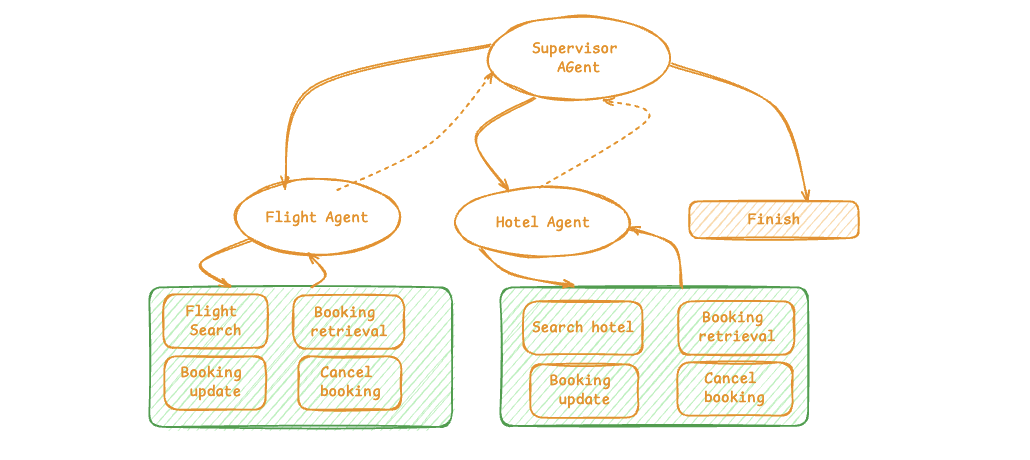 Supervisor
AGent
Flight Agent
Hotel Agent
Finish
Flight
Search
Booking
retrieval
Booking
update
Cancel
booking
Search hotel
Booking
retrieval
Booking
update
Cancel
booking